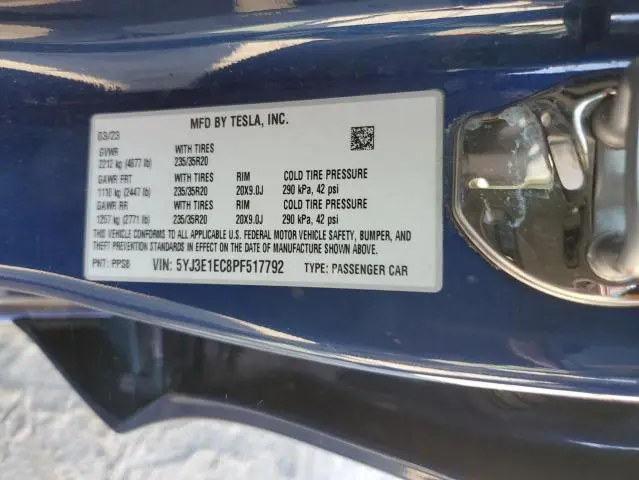 MFD BY TESLA, INC.
03/23
GVWR WITH TIRES
2212 kg (4877 lb) 235/35R20
GAWR FRT WITH TIRES RIM COLD TIRE PRESSURE
1110 kg (2447 lb) 235/35R20 20X9.0J 290 kPa, 42 psi
GAWR RR WITH TIRES RIM COLD TIRE PRESSURE
1257 kg (2771 lb) 235/35R20 20X9.0J 290 kPa, 42 psi
THIS VEHICLE CONFORMS TO ALL APPLICABLE U.S. FEDERAL MOTOR VEHICLE SAFETY, BUMPER, AND
THEFT PREVENTION STANDARDS IN EFFECT ON THE DATE OF MANUFACTURE SHOWN ABOVE.
PNT: PPSB VIN: 5YJ3E1EC8PF517792 TYPE: PASSENGER CAR